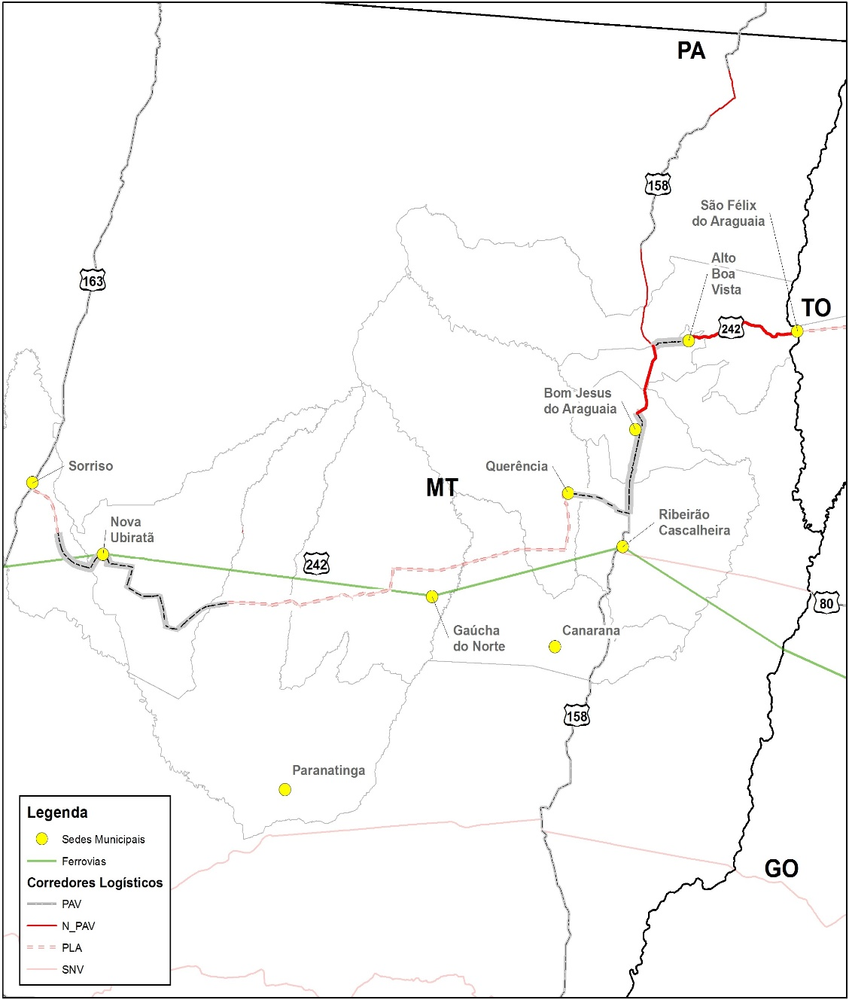 PA
158
São Félix
do Araguaia
Alto
Boa
Vista
163
TO
242
Bom Jesus
do Araguaia
Sorriso
Querência
MT
Nova
Ubiratã
Ribeirão
Cascalheira
242
80
Gaúcha
do Norte
Canarana
158
Paranatinga
GO
Legenda
Sedes Municipais
Ferrovias
Corredores Logísticos
PAV
N_PAV
PLA
SNV